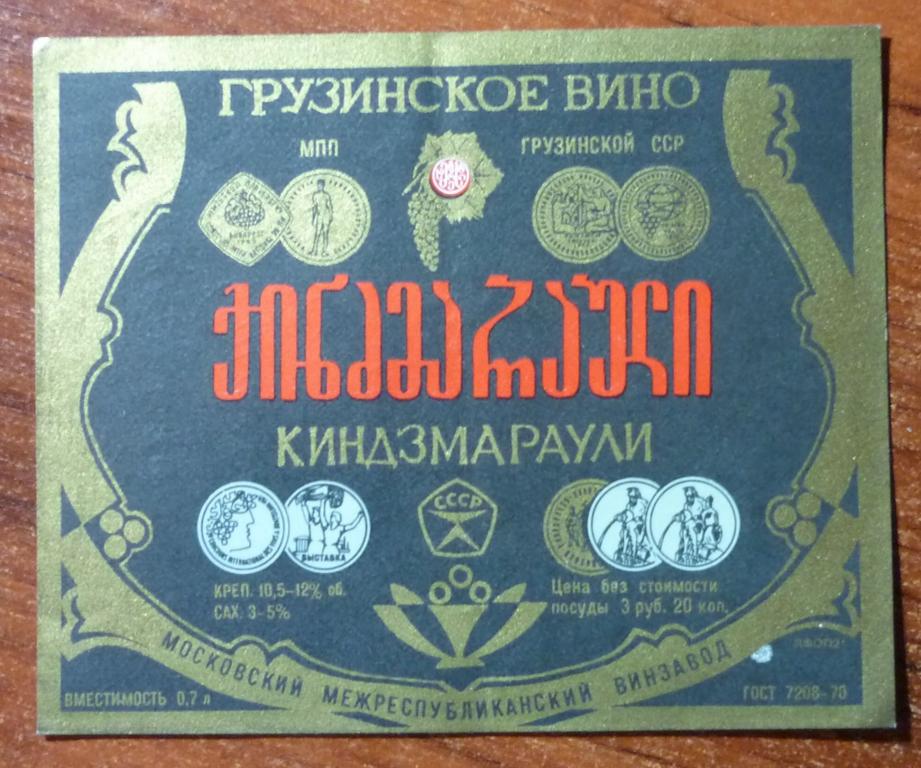 ГРУЗИНСКОЕ ВИНО
МПП
ГРУЗИНСКОЙ ССР
ქინძმარაული
КИНДЗМАРАУЛИ
СССР
ВЫСТАВКА
КРЕП. 10,5-12% об.
САХ. 3-5%
Цена без стоимости
посуды 3 руб. 20 коп.
МОСКОВСКИЙ МЕЖРЕСПУБЛИКАНСКИЙ ВИНЗАВОД
ВМЕСТИМОСТЬ 0,7 л
ГОСТ 7208-70